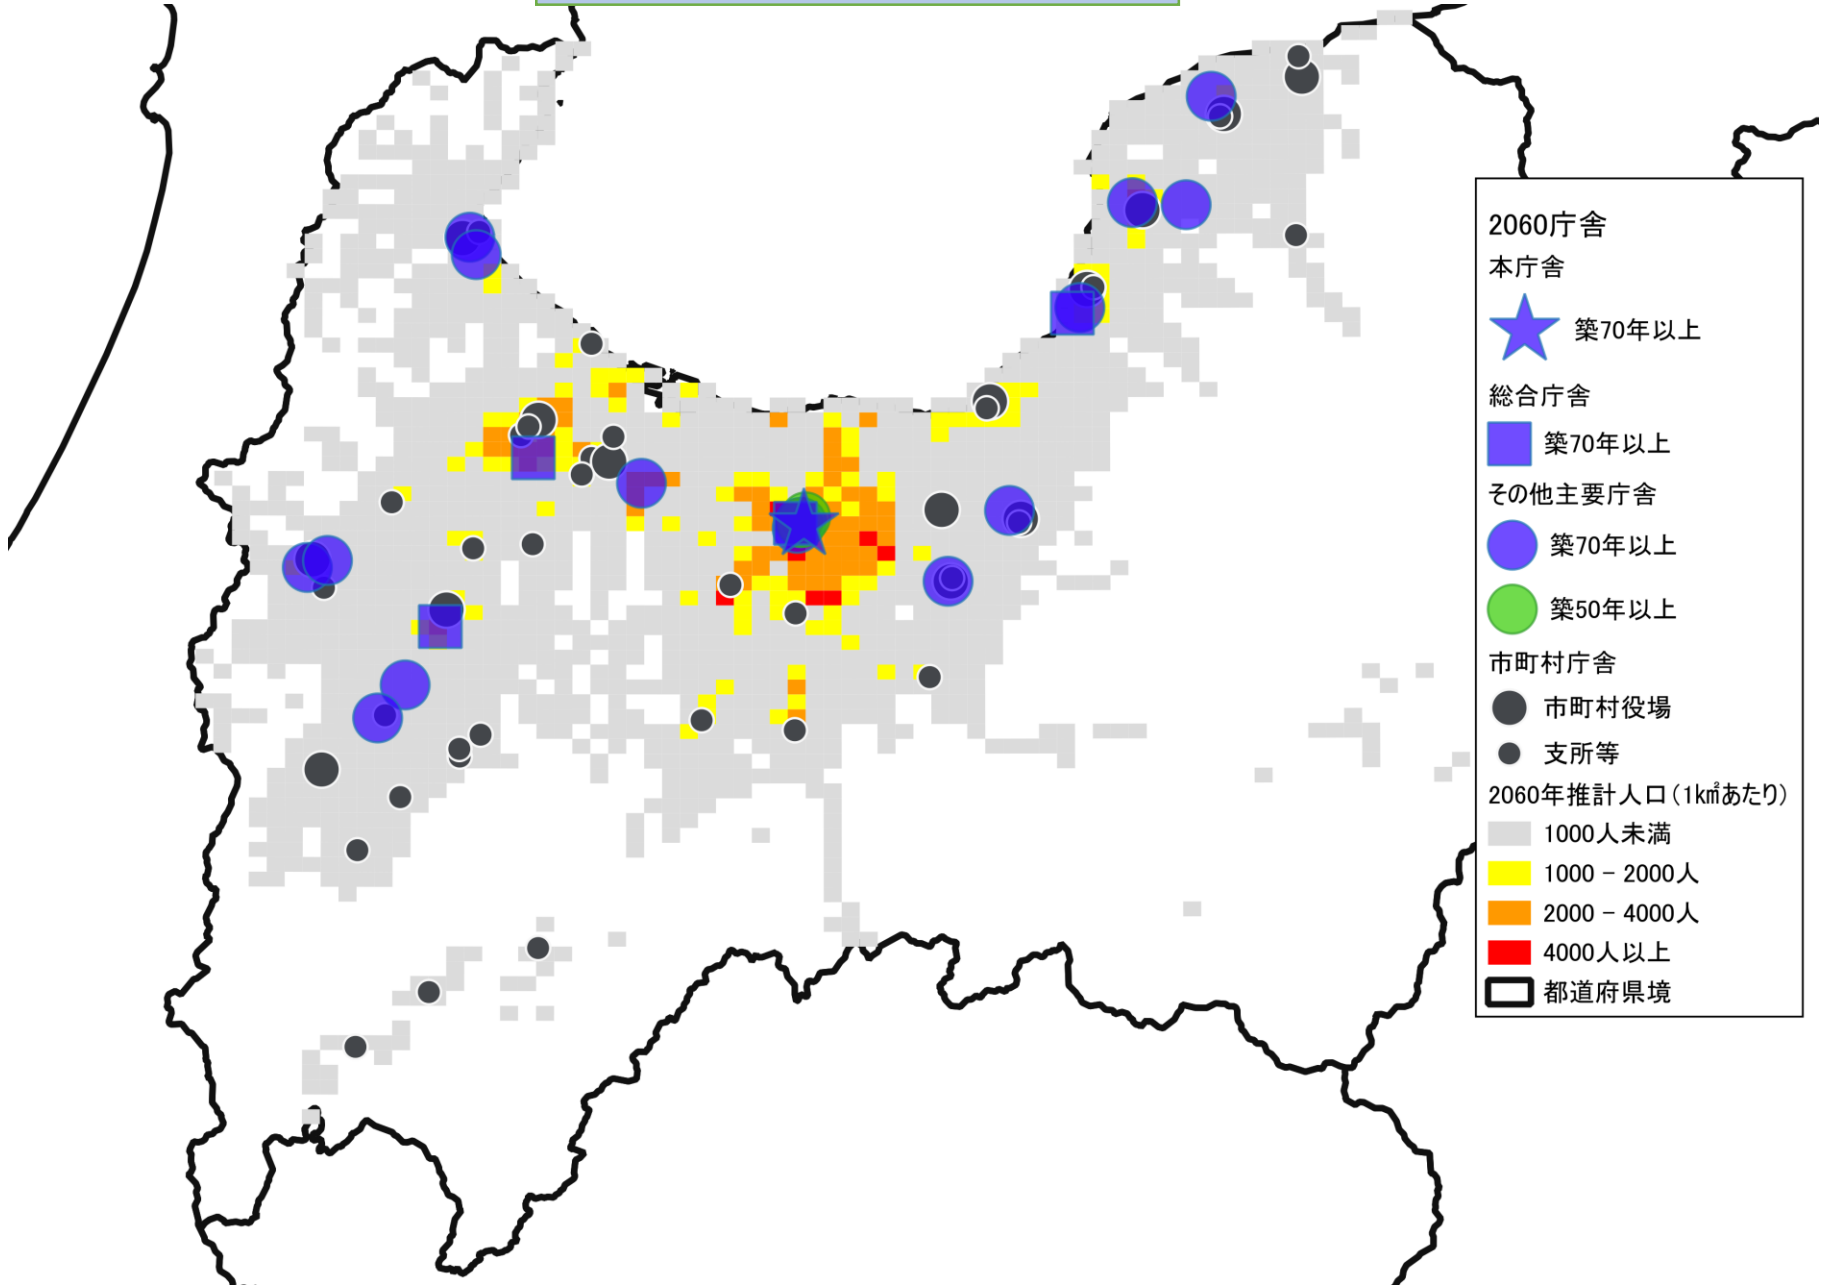 2060庁舎
本庁舎
築70年以上
総合庁舎
築70年以上
その他主要庁舎
築70年以上
築50年以上
市町村庁舎
市町村役場
支所等
2060年推計人口（1k㎡あたり）
1000人未満
1000 − 2000人
2000 − 4000人
4000人以上
都道府県境